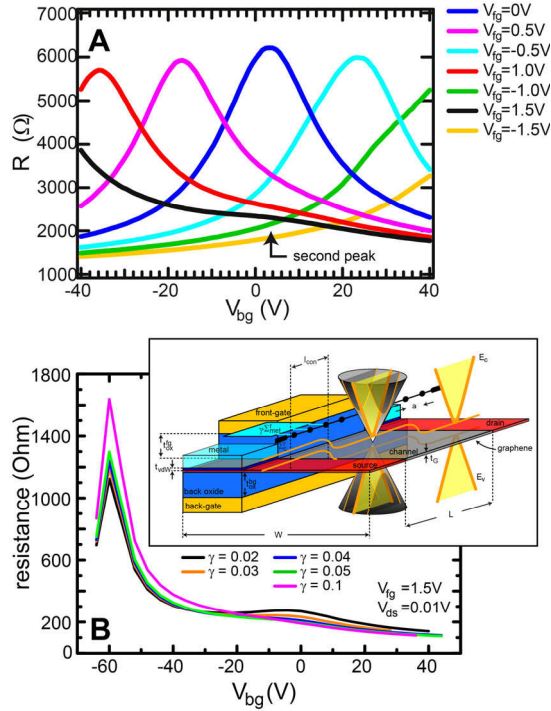 A
R (Ω)
7000
6000
5000
4000
3000
2000
1000
-40
-20
0
20
40
V_bg (V)
second peak
V_fg=0V
V_fg=0.5V
V_fg=-0.5V
V_fg=1.0V
V_fg=-1.0V
V_fg=1.5V
V_fg=-1.5V
B
resistance (Ohm)
1800
1400
1200
900
600
200
0
-60
-40
-20
0
20
40
V_bg (V)
γ = 0.02
γ = 0.03
γ = 0.04
γ = 0.05
γ = 0.1
V_fg =1.5V
V_ds=0.01V
l_con
front-gate
metal
t_vdW
back oxide
back-gate
W
source
channel
drain
graphene
t_G
a
L
E_c
E_v